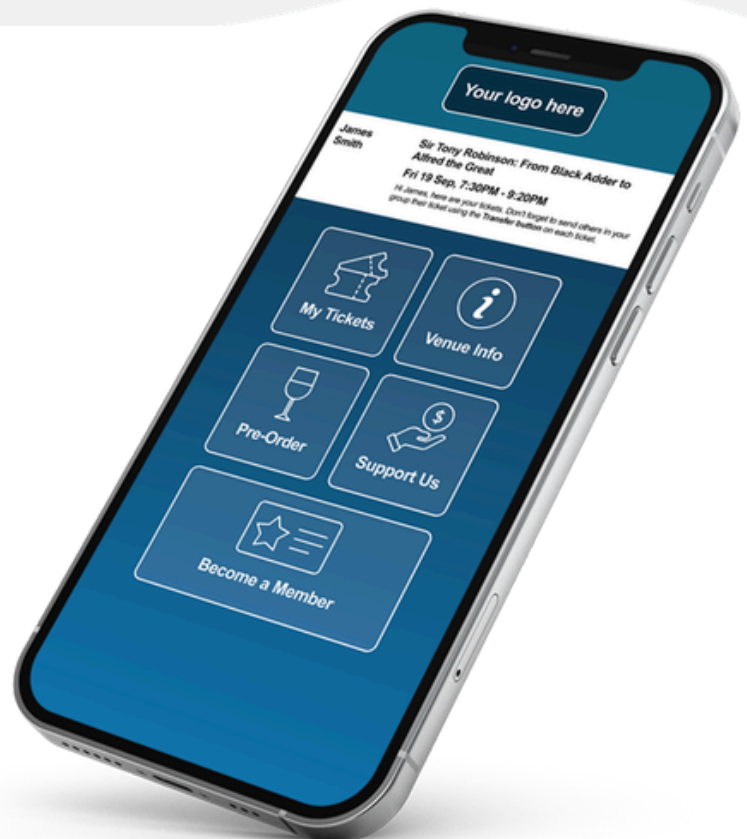 Your logo here
James
Smith
Sir Tony Robinson: From Black Adder to
Alfred the Great
Fri 19 Sep, 7:30PM - 9:20PM
Hi James, here are your tickets. Don't forget to send others in your
group their ticket using the Transfer button on each ticket.
My Tickets
Venue Info
Pre-Order
Support Us
Become a Member